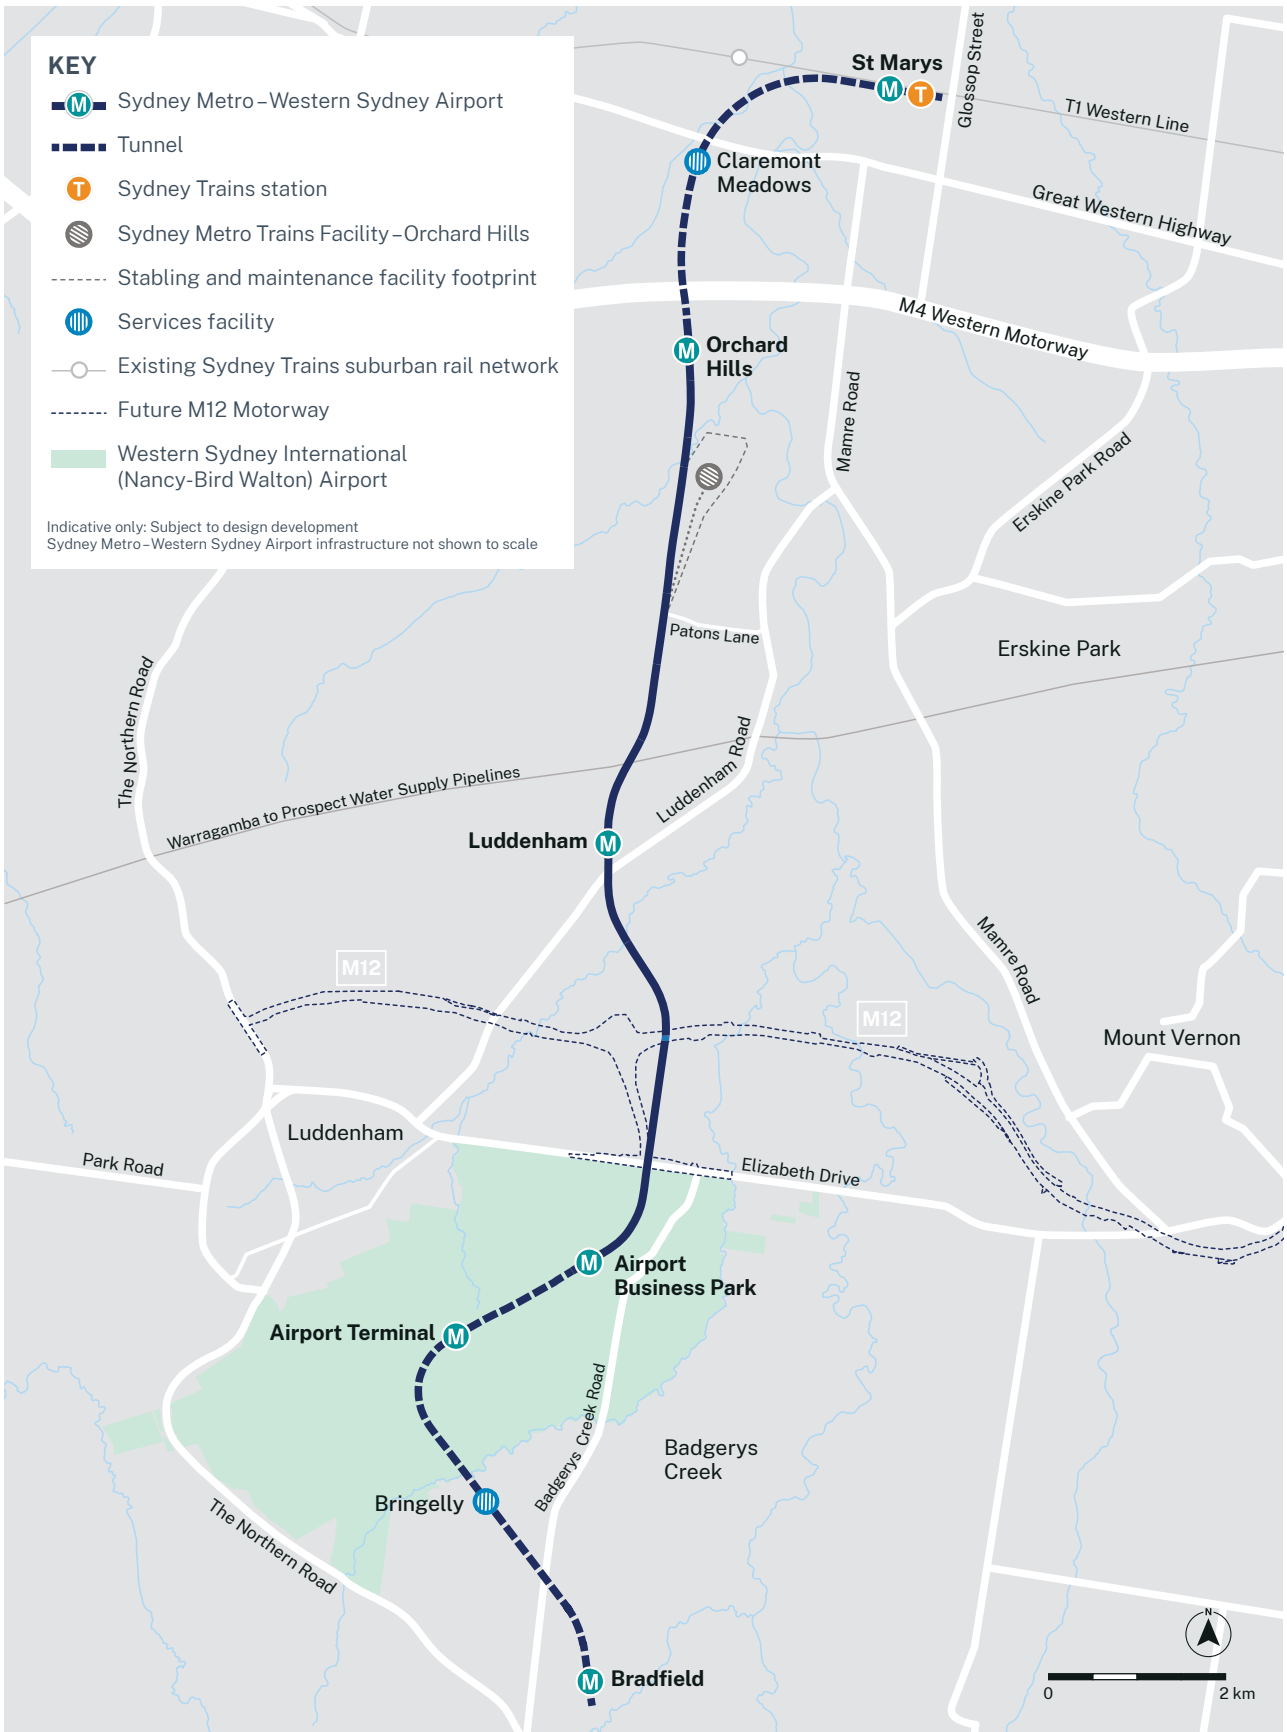 KEY
M
Sydney Metro – Western Sydney Airport
Tunnel
T
Sydney Trains station
Sydney Metro Trains Facility – Orchard Hills
Stabling and maintenance facility footprint
Services facility
Existing Sydney Trains suburban rail network
Future M12 Motorway
Western Sydney International
(Nancy-Bird Walton) Airport
Indicative only: Subject to design development
Sydney Metro – Western Sydney Airport infrastructure not shown to scale
St Marys
M
T
Glossop Street
T1 Western Line
Claremont
Meadows
Great Western Highway
M4 Western Motorway
M
Orchard
Hills
Mamre Road
Erskine Park Road
Patons Lane
Erskine Park
The Northern Road
Luddenham Road
Warragamba to Prospect Water Supply Pipelines
Luddenham
M
Mamre Road
M12
M12
Mount Vernon
Luddenham
Park Road
Elizabeth Drive
M
Airport
Business Park
Airport Terminal
M
Badgerys Creek Road
Badgerys
Creek
Bringelly
The Northern Road
M
Bradfield
N
0
2 km